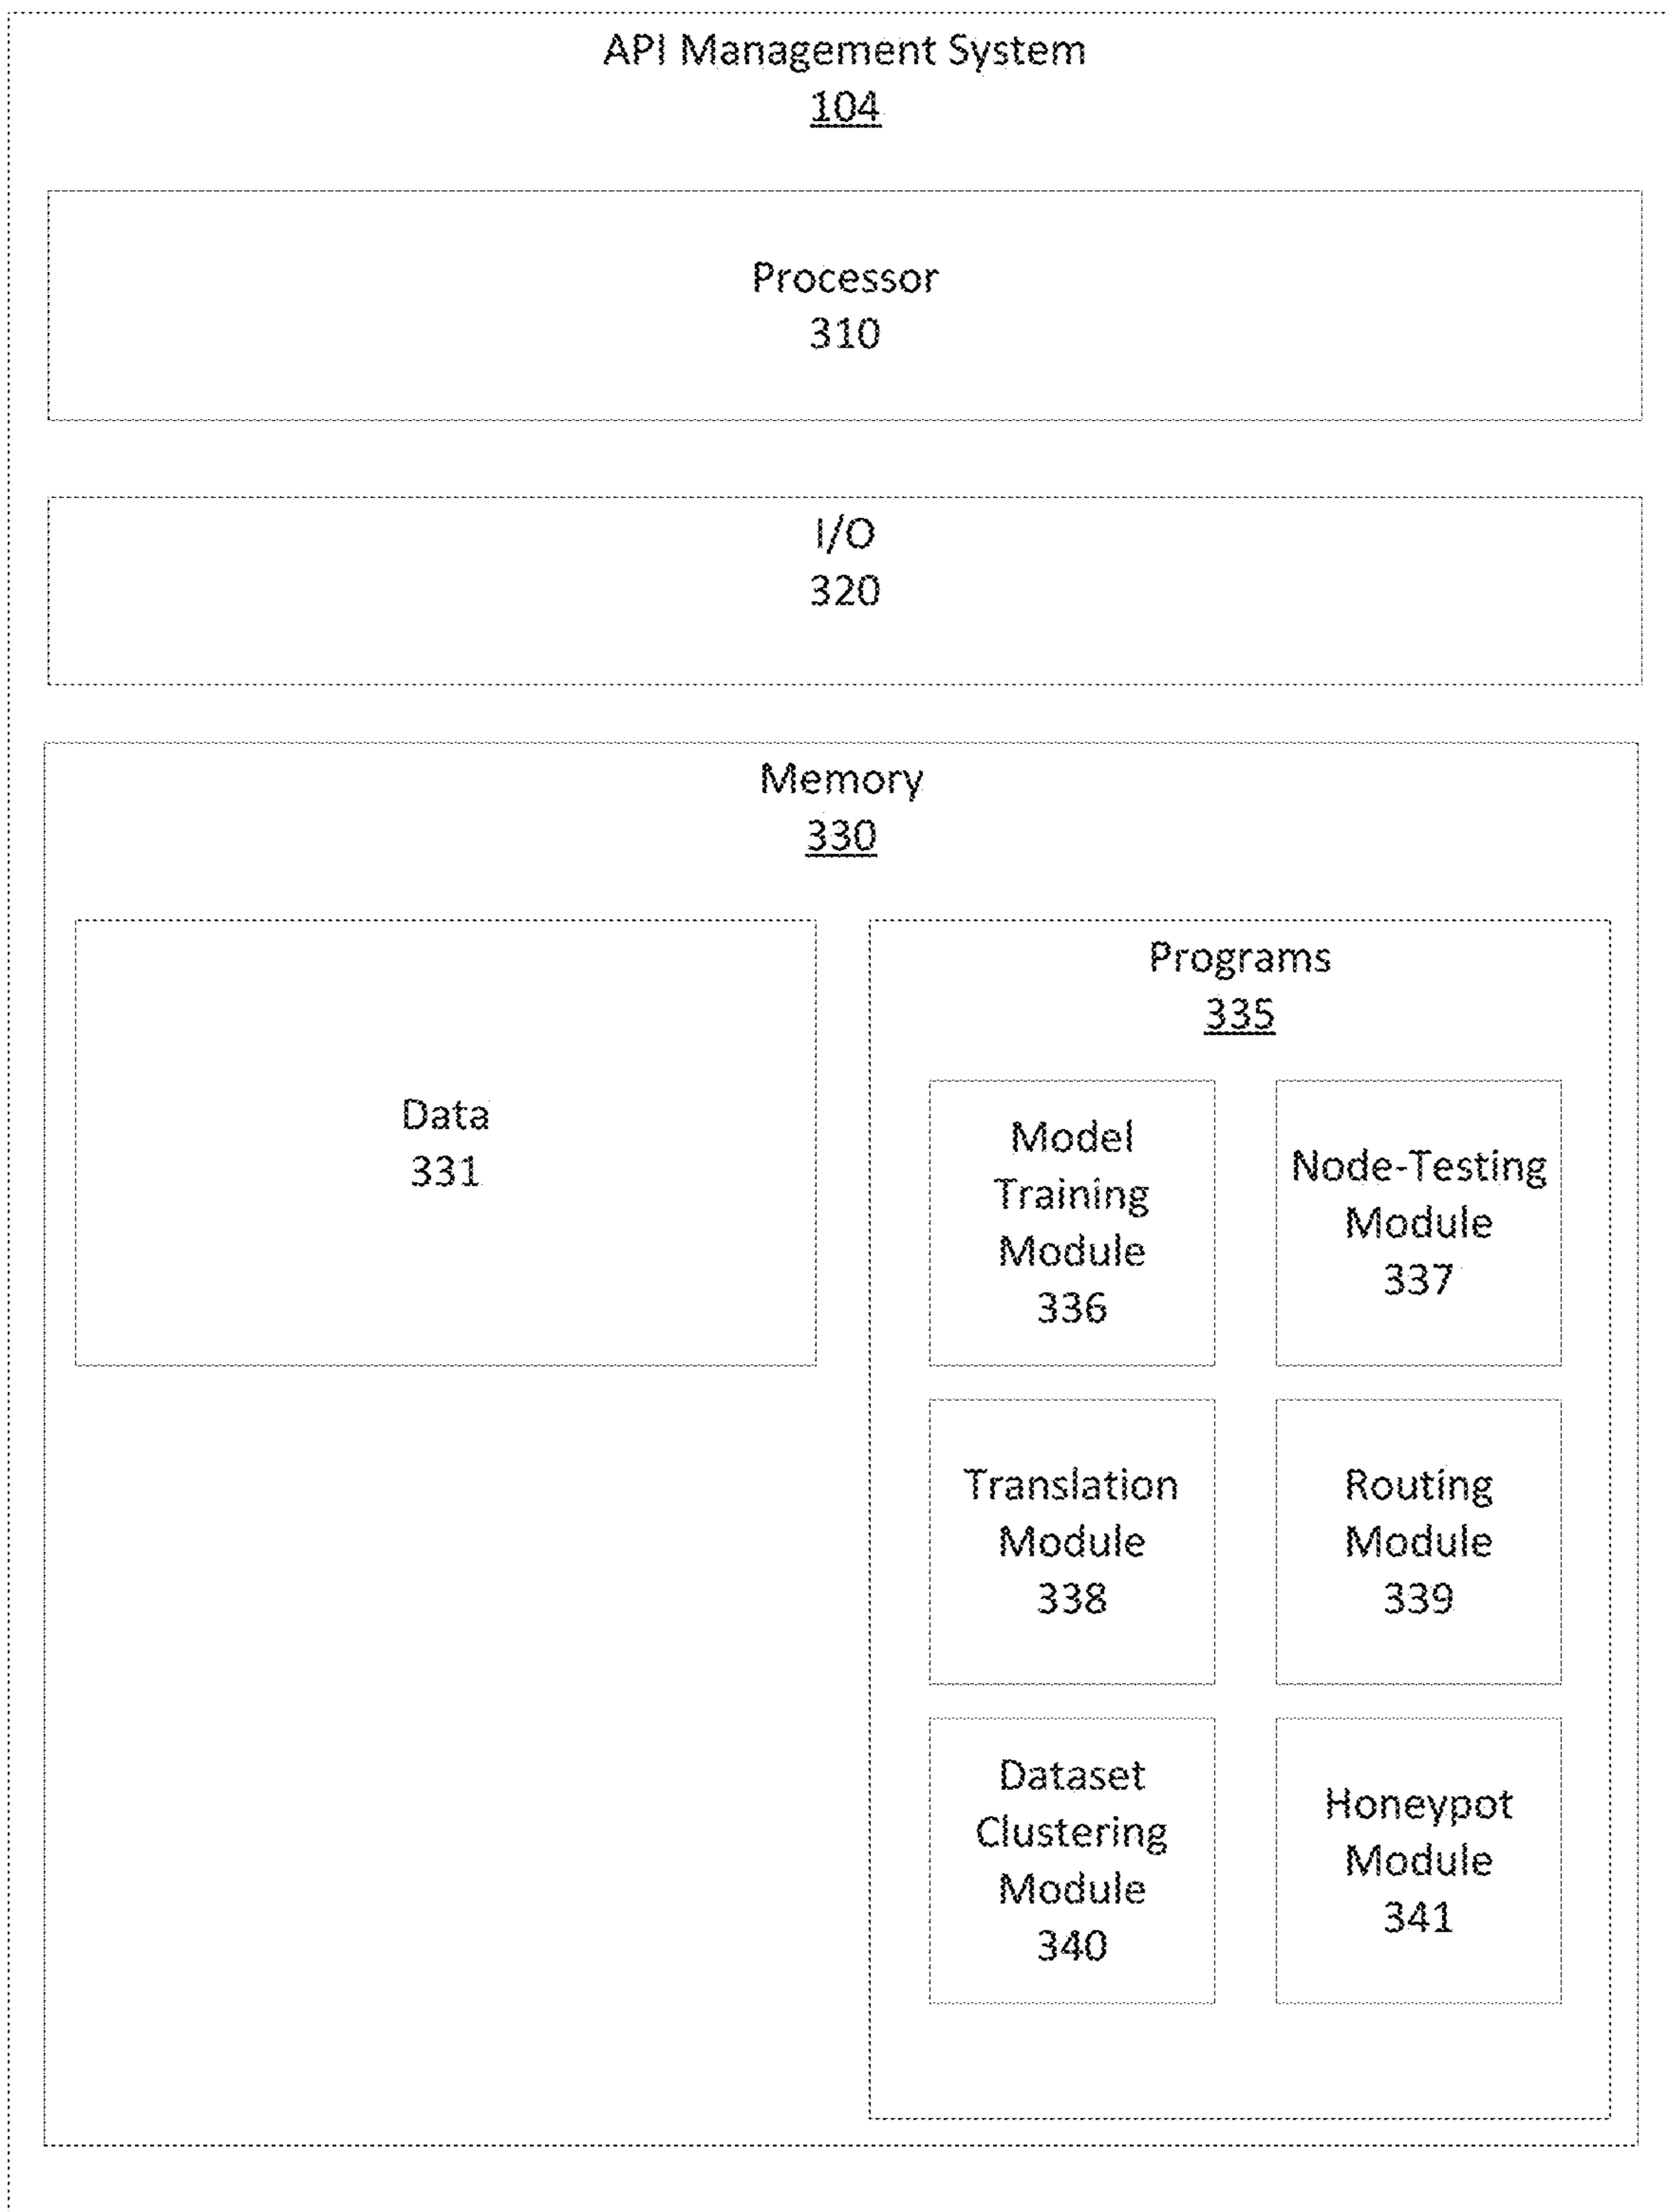 API Management System
104
Processor
310
I/O
320
Memory
330
Data
331
Programs
335
Model
Training
Module
336
Node-Testing
Module
337
Translation
Module
338
Routing
Module
339
Dataset
Clustering
Module
340
Honeypot
Module
341